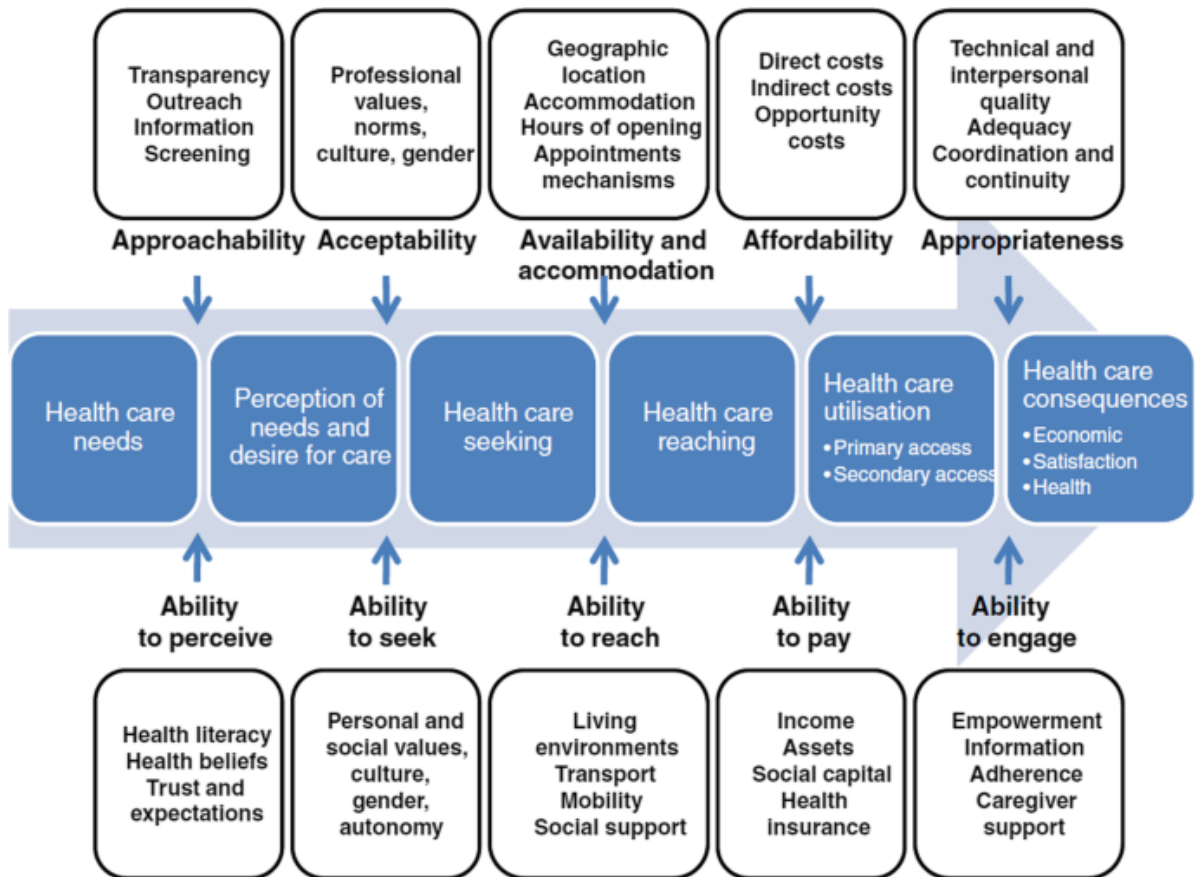 Transparency
Outreach
Information
Screening
Professional
values,
norms,
culture, gender
Geographic
location
Accommodation
Hours of opening
Appointments
mechanisms
Direct costs
Indirect costs
Opportunity
costs
Technical and
interpersonal
quality
Adequacy
Coordination and
continuity
Approachability
Acceptability
Availability and
accommodation
Affordability
Appropriateness
Health care
needs
Perception of
needs and
desire for care
Health care
seeking
Health care
reaching
Health care
utilisation
• Primary access
• Secondary access
Health care
consequences
• Economic
• Satisfaction
• Health
Ability
to perceive
Ability
to seek
Ability
to reach
Ability
to pay
Ability
to engage
Health literacy
Health beliefs
Trust and
expectations
Personal and
social values,
culture,
gender,
autonomy
Living
environments
Transport
Mobility
Social support
Income
Assets
Social capital
Health
insurance
Empowerment
Information
Adherence
Caregiver
support